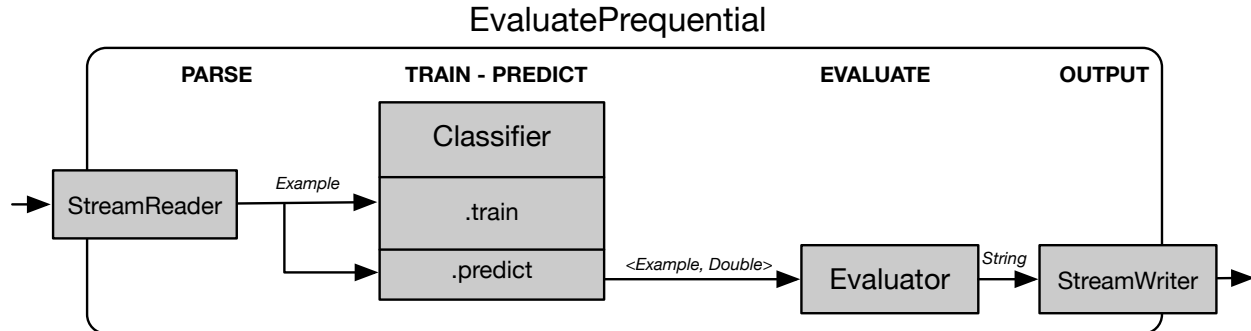 EvaluatePrequential
PARSE
TRAIN - PREDICT
EVALUATE
OUTPUT
Classifier
StreamReader
Example
.train
.predict
<Example, Double>
Evaluator
String
StreamWriter